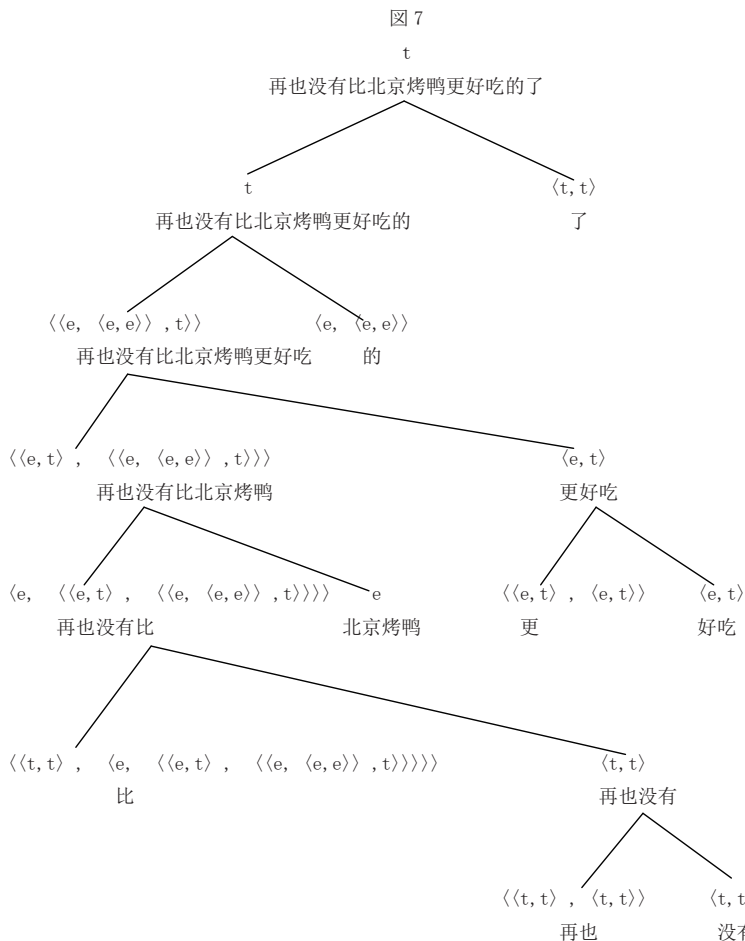 図 7
t
再也没有比北京烤鸭更好吃的了
t 〈t,t〉
再也没有比北京烤鸭更好吃的 了
〈〈e, 〈e,e〉〉 ,t〉〉 〈e, 〈e,e〉〉
再也没有比北京烤鸭更好吃 的
〈〈e,t〉 , 〈〈e, 〈e,e〉〉 ,t〉〉〉 〈e,t〉
再也没有比北京烤鸭 更好吃
〈e, 〈〈e,t〉 , 〈〈e, 〈e,e〉〉 ,t〉〉〉〉 e 〈〈e,t〉 , 〈e,t〉〉 〈e,t〉
再也没有比 北京烤鸭 更 好吃
〈〈t,t〉 , 〈e, 〈〈e,t〉 , 〈〈e, 〈e,e〉〉 ,t〉〉〉〉〉 〈t,t〉
比 再也没有
〈〈t,t〉 , 〈t,t〉〉 〈t,t
再也 没